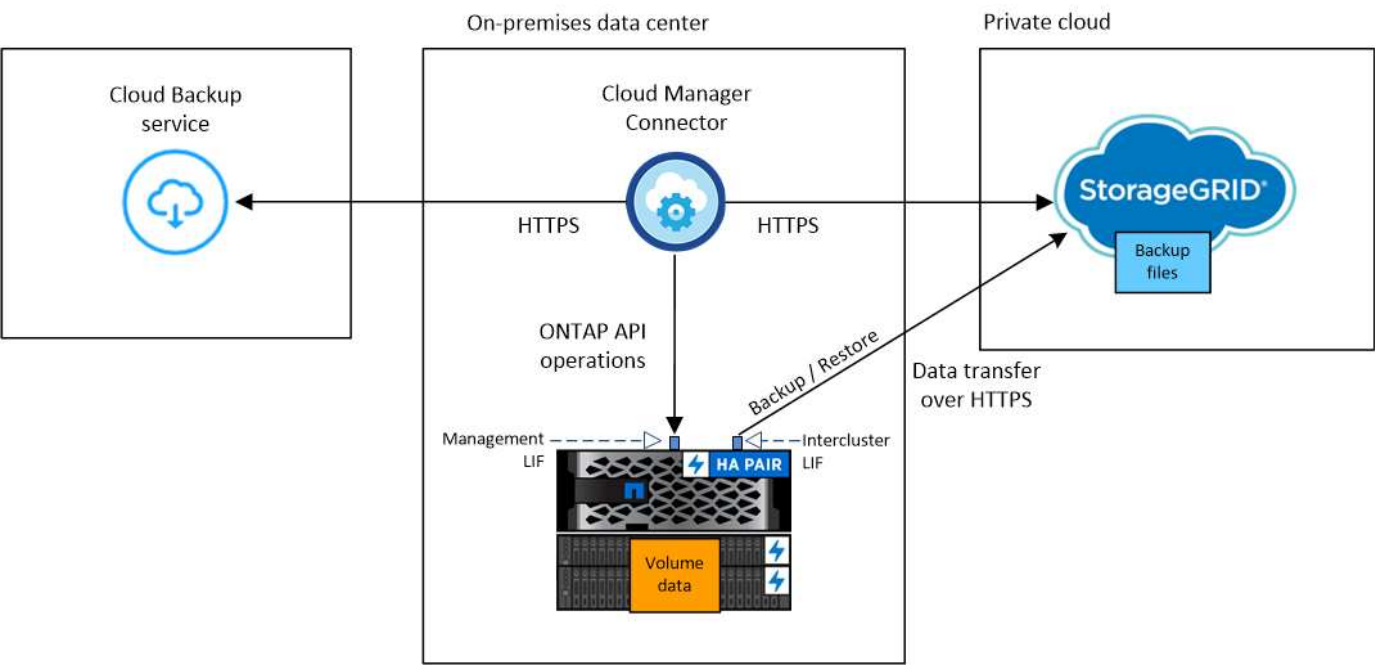 On-premises data center
Private cloud
Cloud Backup
service
Cloud Manager
Connector
StorageGRID®
Backup
files
HTTPS
HTTPS
ONTAP API
operations
Backup / Restore
Data transfer
over HTTPS
Management
LIF
Intercluster
LIF
HA PAIR
Volume
data